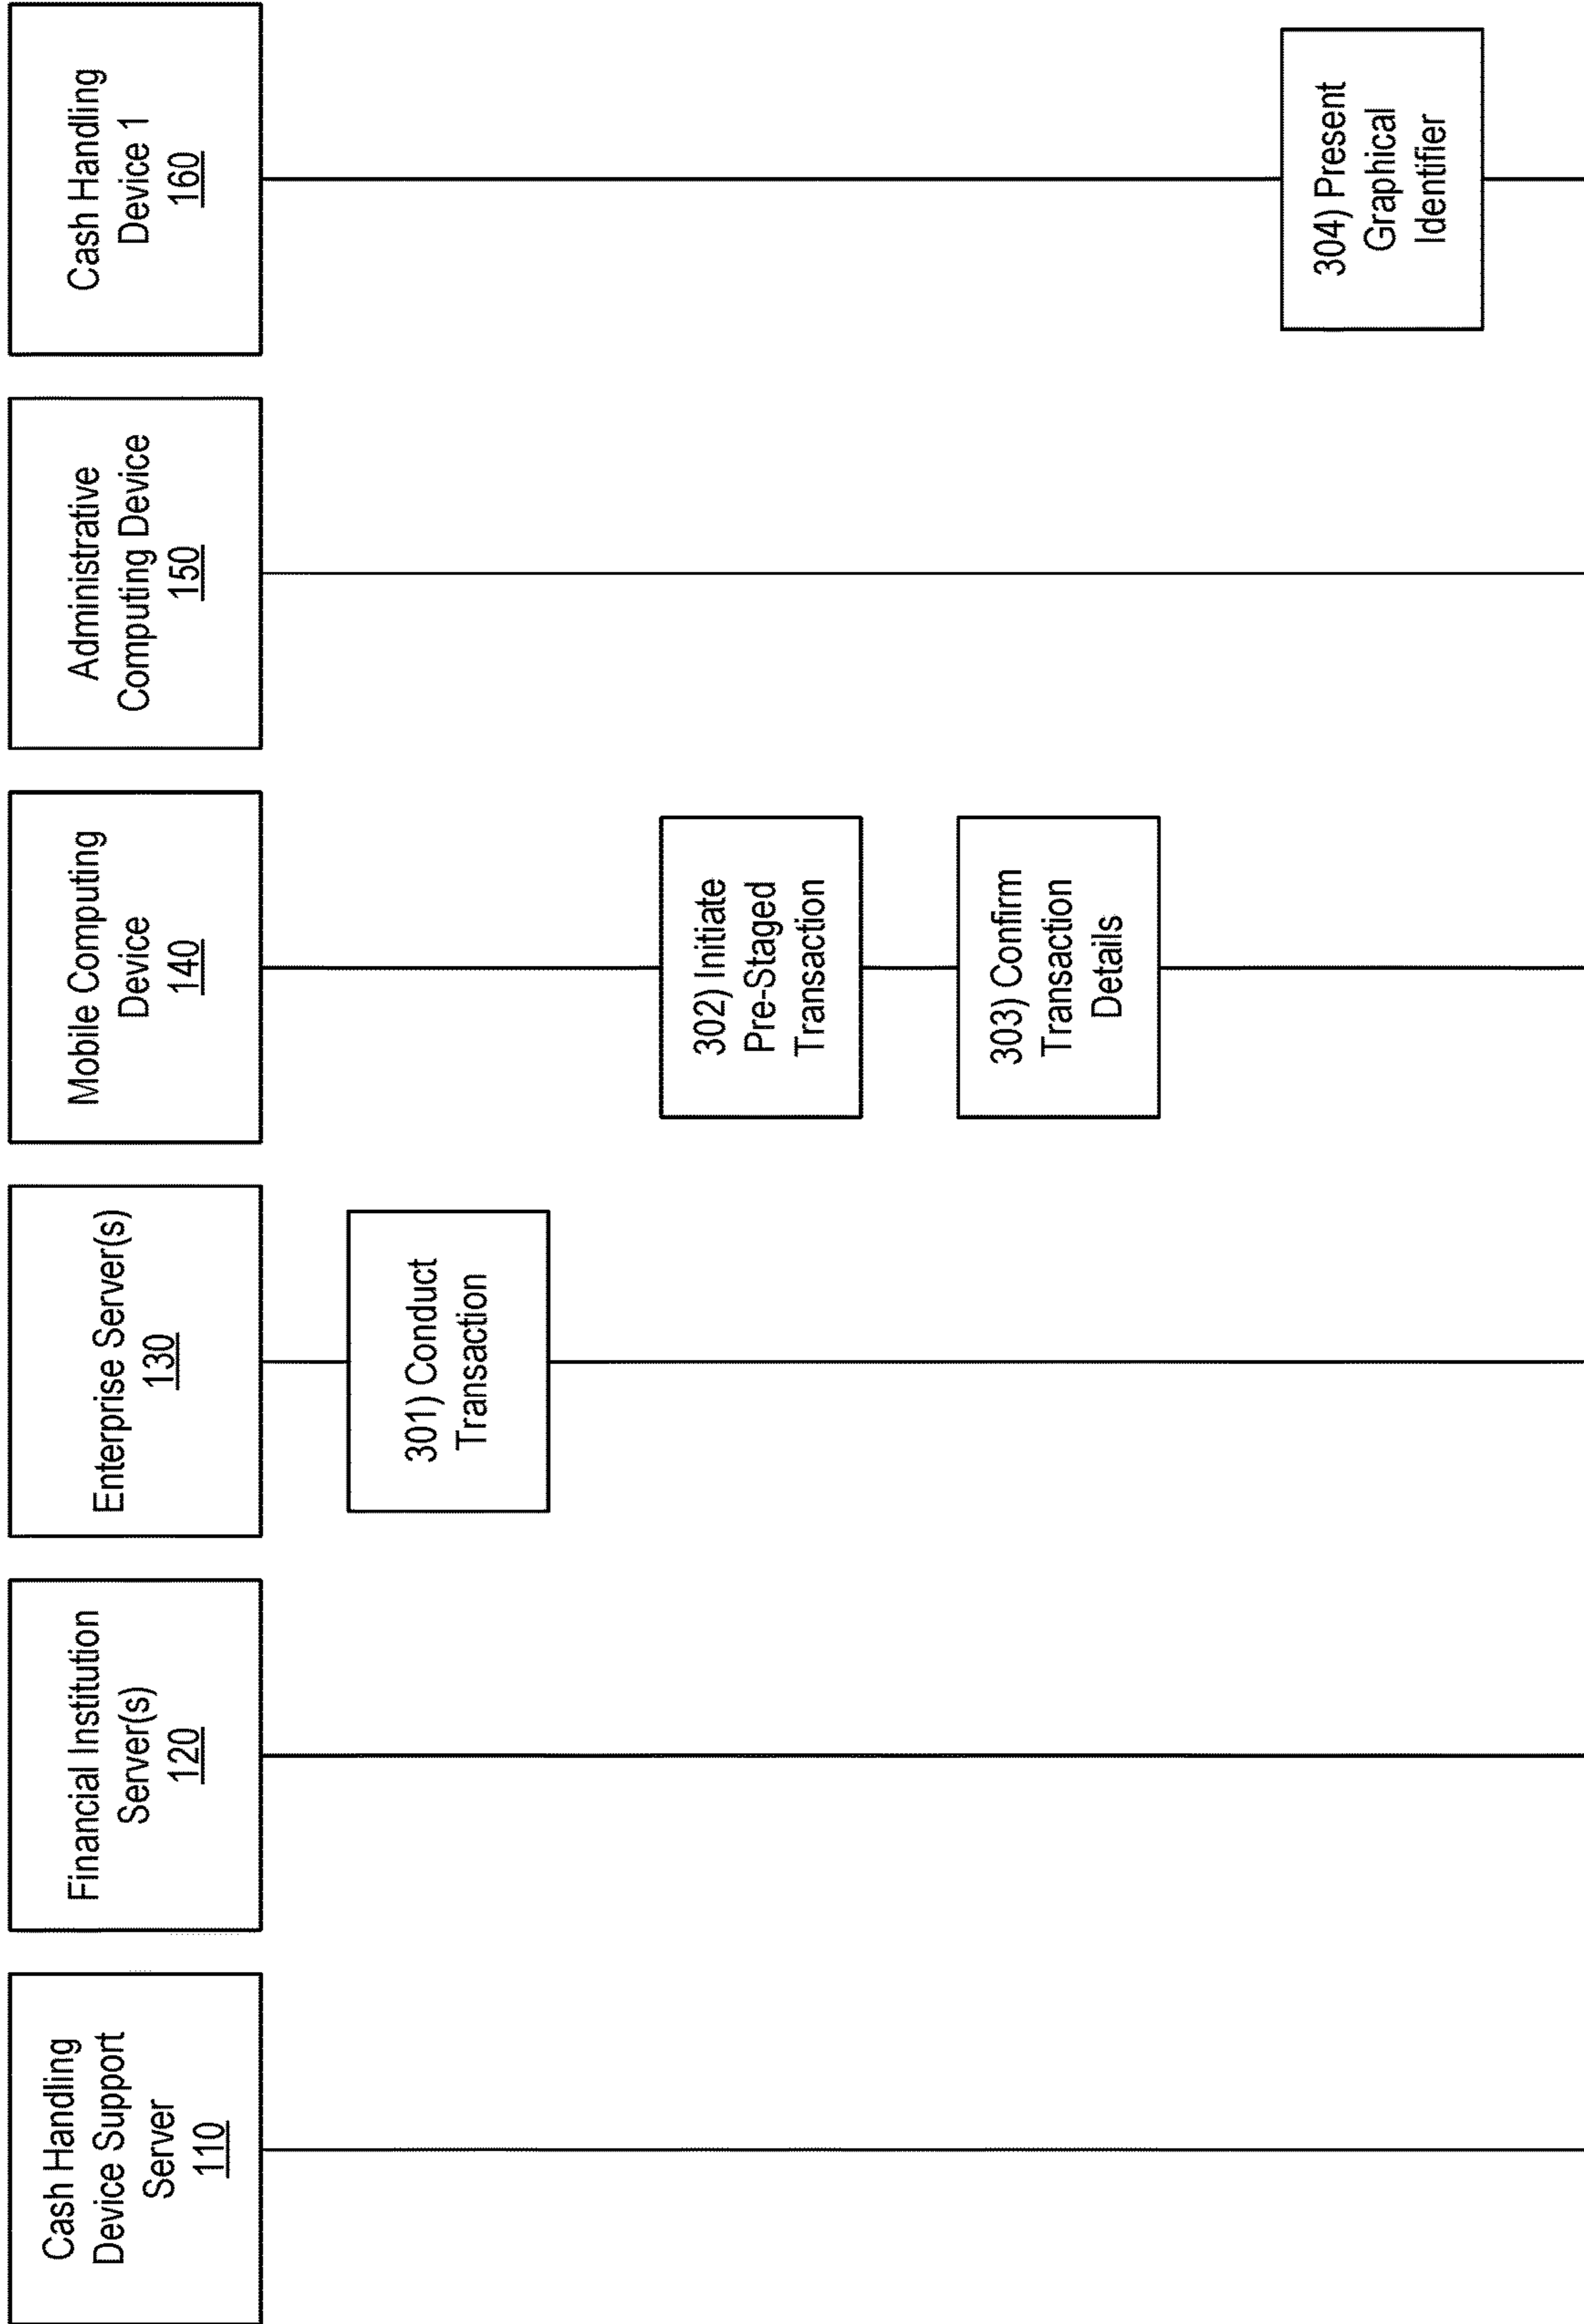 Cash Handling
Device Support
Server
110
Financial Institution
Server(s)
120
Enterprise Server(s)
130
Mobile Computing
Device
140
Administrative
Computing Device
150
Cash Handling
Device 1
160
301) Conduct
Transaction
302) Initiate
Pre-Staged
Transaction
303) Confirm
Transaction
Details
304) Present
Graphical
Identifier